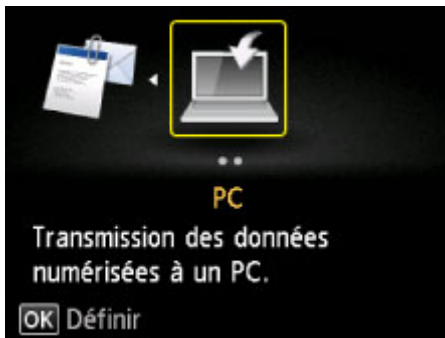 PC
Transmission des données
numérisées à un PC.
OK Définir